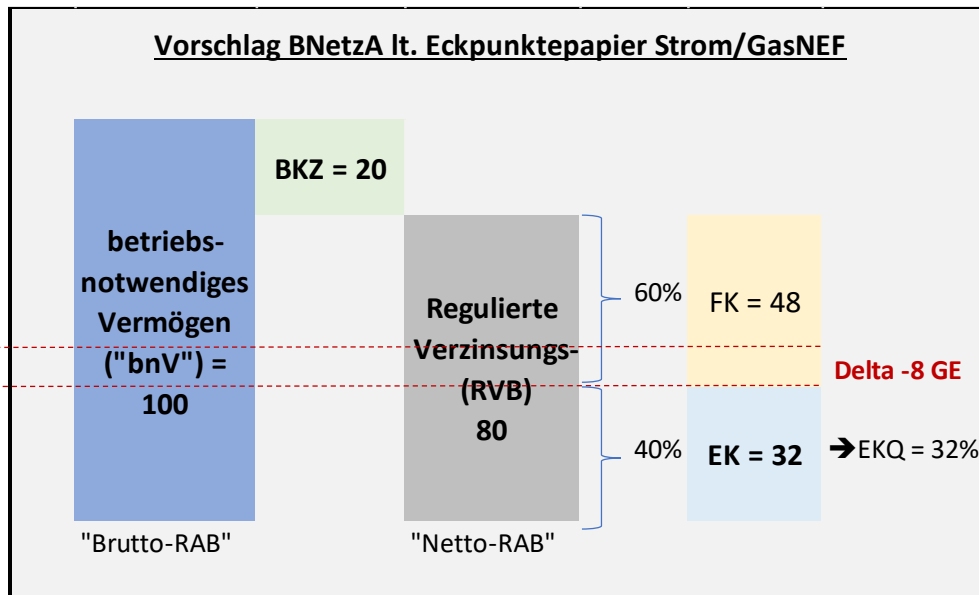 Vorschlag BNetzA lt. Eckpunktepapier Strom/GasNEF
BKZ = 20
betriebs-
notwendiges
Vermögen
("bnV") =
100
Regulierte
Verzinsungs-
(RVB)
80
60%
FK = 48
Delta -8 GE
40%
EK = 32
➔EKQ = 32%
"Brutto-RAB"
"Netto-RAB"